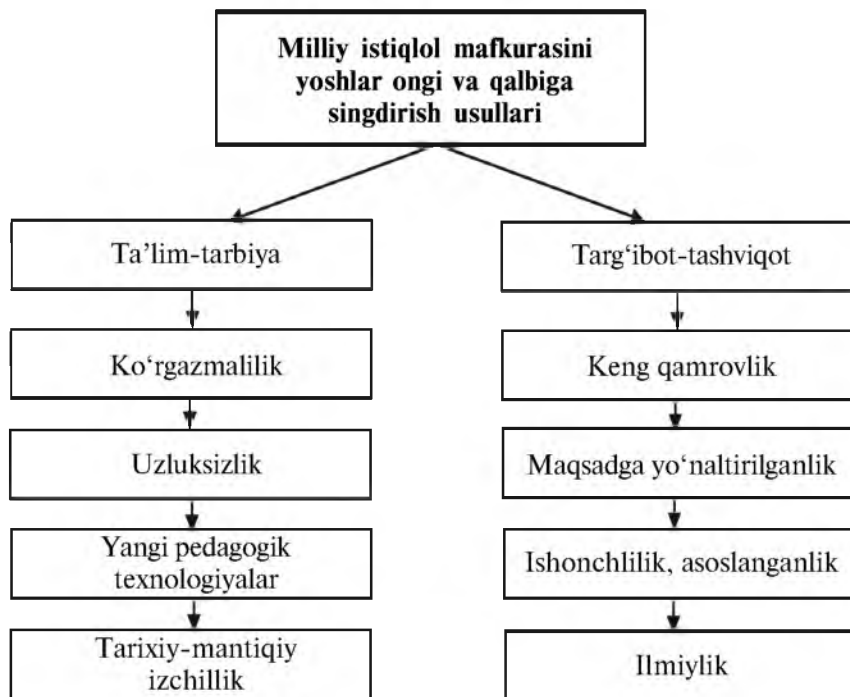 Milliy istiqlol mafkurasini
yoshlar ongi va qalbiga
singdirish usullari
Ta’lim-tarbiya
Targ‘ibot-tashviqot
Ko‘rgazmalilik
Keng qamrovlik
Uzluksizlik
Maqsadga yo‘naltirilganlik
Yangi pedagogik
texnologiyalar
Ishonchlilik, asoslanganlik
Tarixiy-mantiqiy
izchillik
Ilmiylik